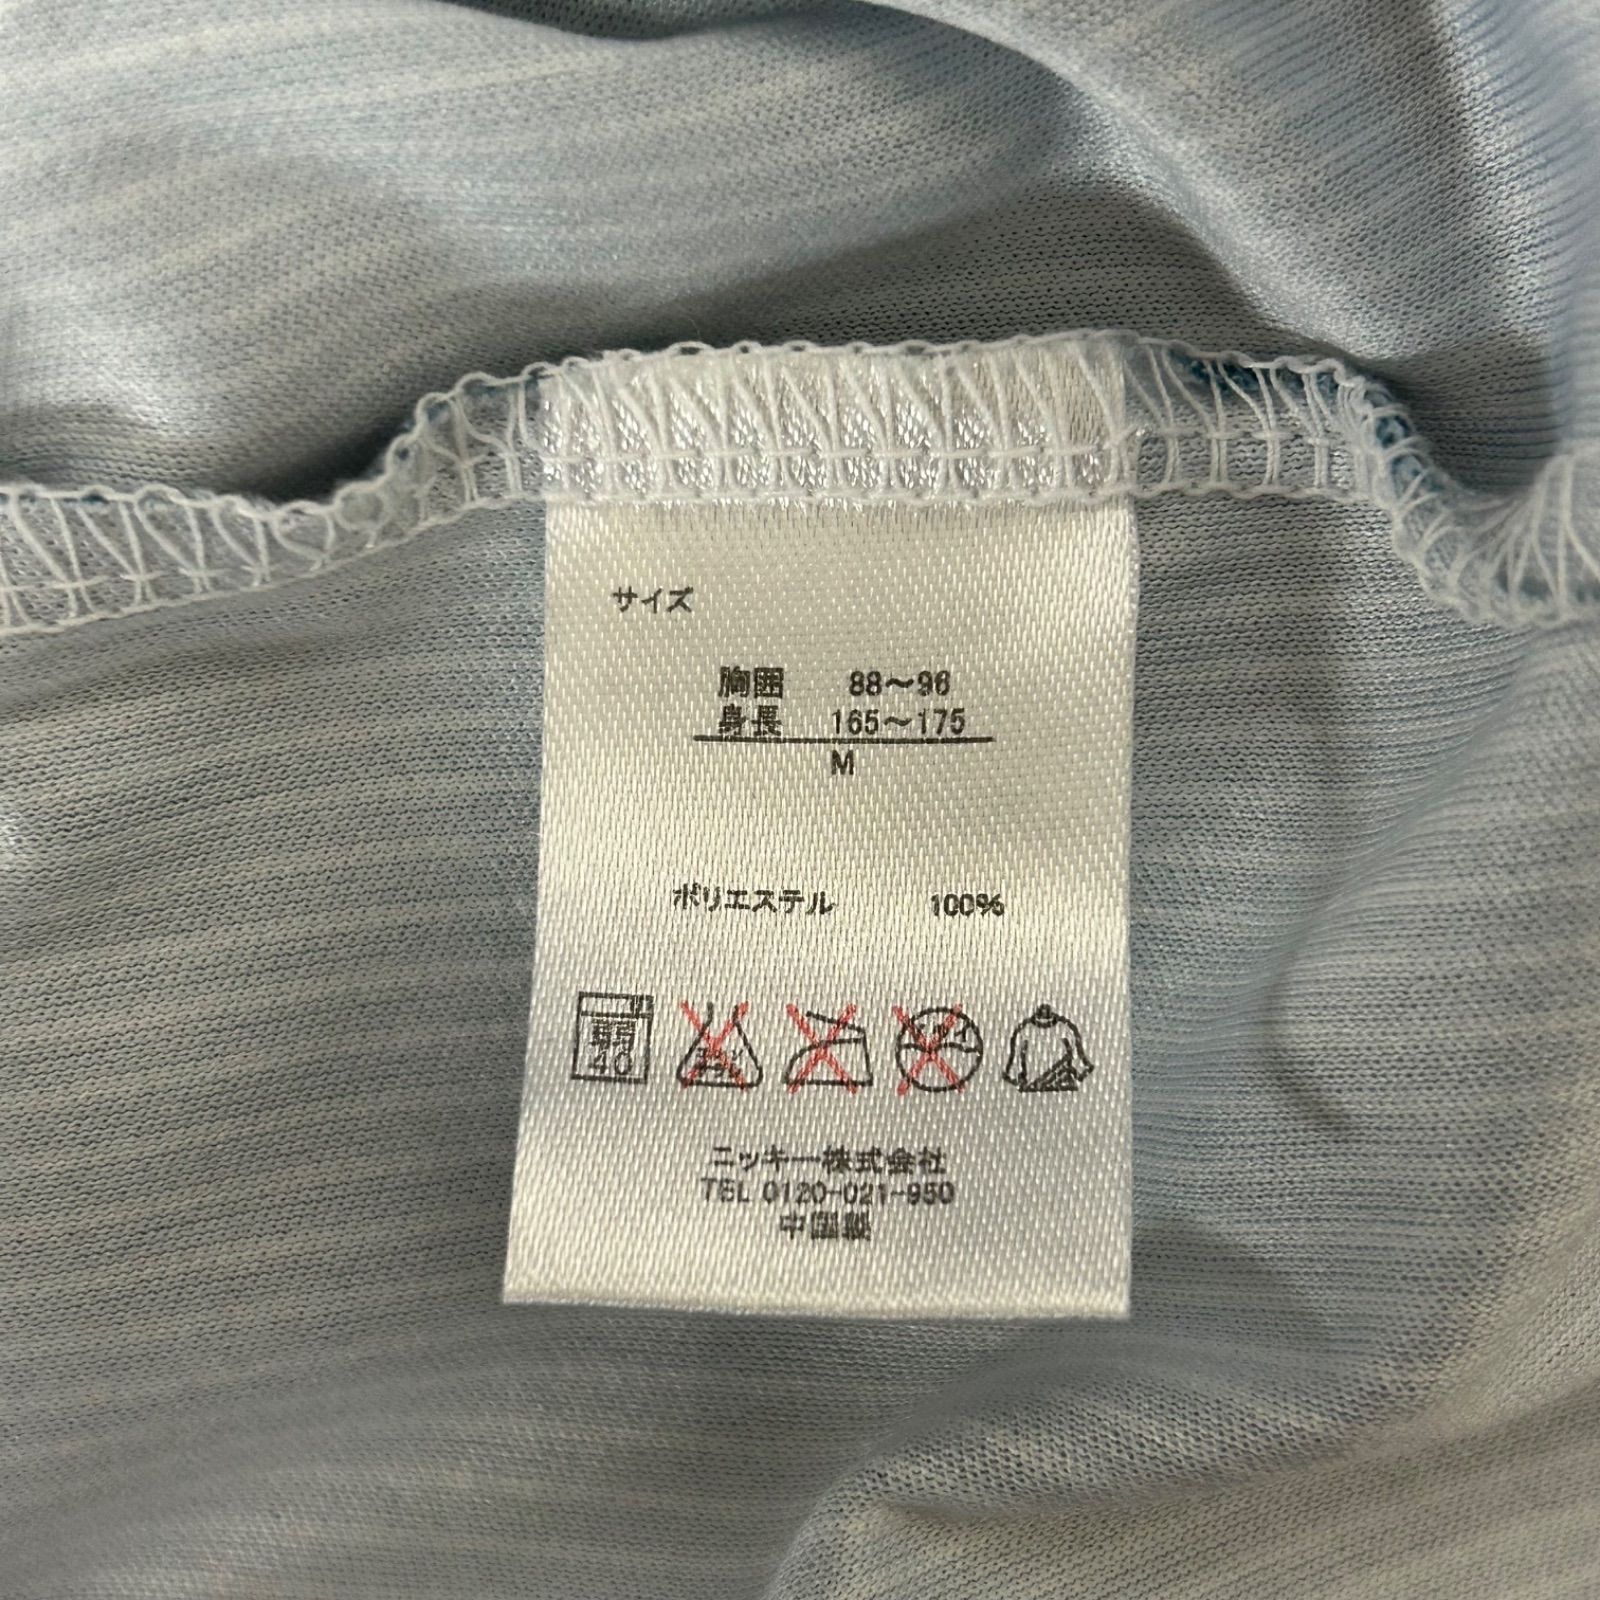 サイズ
胸囲 88～96
身長 165～175
M
ポリエステル 100%
40
ニッキー株式会社
TEL 0120-021-950
中国製